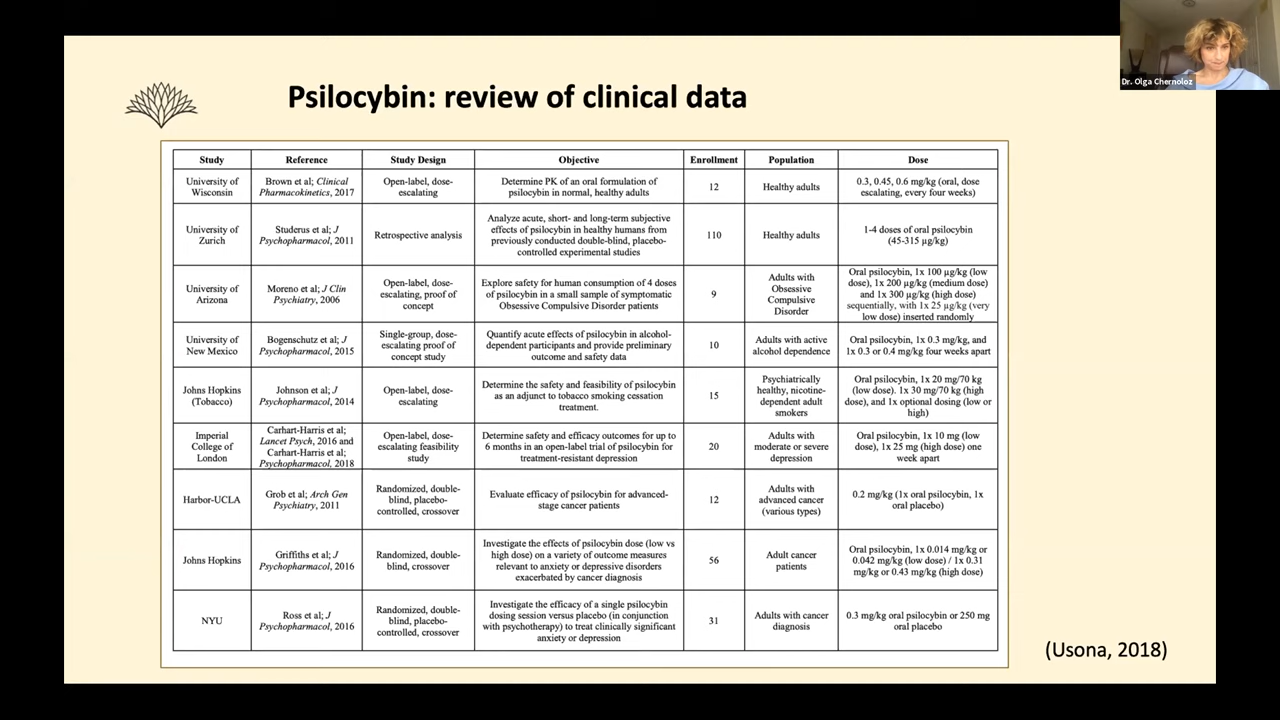 Dr. Olga Chernoloz
Psilocybin: review of clinical data
Study Reference Study Design Objective Enrollment Population Dose
University of
Wisconsin
Brown et al; Clinical
Pharmacokinetics, 2017
Open-label, dose-
escalating
Determine PK of an oral formulation of
psilocybin in normal, healthy adults
12
Healthy adults
0.3, 0.45, 0.6 mg/kg (oral, dose
escalating, every four weeks)
University of
Zurich
Studerus et al; J
Psychopharmacol, 2011
Retrospective analysis
Analyze acute, short- and long-term subjective
effects of psilocybin in healthy humans from
previously conducted double-blind, placebo-
controlled experimental studies
110
Healthy adults
1-4 doses of oral psilocybin
(45-315 µg/kg)
University of
Arizona
Moreno et al; J Clin
Psychiatry, 2006
Open-label, dose-
escalating, proof of
concept
Explore safety for human consumption of 4 doses
of psilocybin in a small sample of symptomatic
Obsessive Compulsive Disorder patients
9
Adults with
Obsessive
Compulsive
Disorder
Oral psilocybin, 1x 100 µg/kg (low
dose), 1x 200 µg/kg (medium dose)
and 1x 300 µg/kg (high dose)
sequentially, with 1x 25 µg/kg (very
low dose) inserted randomly
University of
New Mexico
Bogenschutz et al; J
Psychopharmacol, 2015
Single-group, dose-
escalating proof of
concept study
Quantify acute effects of psilocybin in alcohol-
dependent participants and provide preliminary
outcome and safety data
10
Adults with active
alcohol dependence
Oral psilocybin, 1x 0.3 mg/kg, and
1x 0.3 or 0.4 mg/kg four weeks apart
Johns Hopkins
(Tobacco)
Johnson et al; J
Psychopharmacol, 2014
Open-label, dose-
escalating
Determine the safety and feasibility of psilocybin
as an adjunct to tobacco smoking cessation
treatment.
15
Psychiatrically
healthy, nicotine-
dependent adult
smokers
Oral psilocybin, 1x 20 mg/70 kg
(low dose). 1x 30 mg/70 kg (high
dose), and 1x optional dosing (low or
high)
Imperial
College of
London
Carhart-Harris et al;
Lancet Psych, 2016 and
Carhart-Harris et al;
Psychopharmacol, 2018
Open-label, dose-
escalating feasibility
study
Determine safety and efficacy outcomes for up to
6 months in an open-label trial of psilocybin for
treatment-resistant depression
20
Adults with
moderate or severe
depression
Oral psilocybin, 1x 10 mg (low
dose), 1x 25 mg (high dose) one
week apart
Harbor-UCLA
Grob et al; Arch Gen
Psychiatry, 2011
Randomized, double-
blind, placebo-
controlled, crossover
Evaluate efficacy of psilocybin for advanced-
stage cancer patients
12
Adults with
advanced cancer
(various types)
0.2 mg/kg (1x oral psilocybin, 1x
oral placebo)
Johns Hopkins
Griffiths et al; J
Psychopharmacol, 2016
Randomized, double-
blind, crossover
Investigate the effects of psilocybin dose (low vs
high dose) on a variety of outcome measures
relevant to anxiety or depressive disorders
exacerbated by cancer diagnosis
56
Adult cancer
patients
Oral psilocybin, 1x 0.014 mg/kg or
0.042 mg/kg (low dose) / 1x 0.31
mg/kg or 0.43 mg/kg (high dose)
NYU
Ross et al; J
Psychopharmacol, 2016
Randomized, double-
blind, placebo-
controlled, crossover
Investigate the efficacy of a single psilocybin
dosing session versus placebo (in conjunction
with psychotherapy) to treat clinically significant
anxiety or depression
31
Adults with cancer
diagnosis
0.3 mg/kg oral psilocybin or 250 mg
oral placebo
(Usona, 2018)